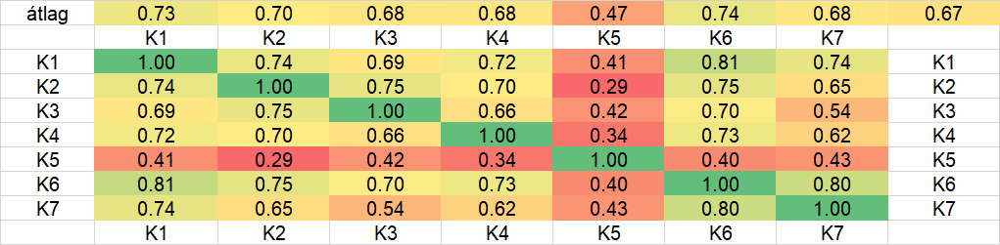 átlag 0.73 0.70 0.68 0.68 0.47 0.74 0.68 0.67
K1 K2 K3 K4 K5 K6 K7
K1 1.00 0.74 0.69 0.72 0.41 0.81 0.74 K1
K2 0.74 1.00 0.75 0.70 0.29 0.75 0.65 K2
K3 0.69 0.75 1.00 0.66 0.42 0.70 0.54 K3
K4 0.72 0.70 0.66 1.00 0.34 0.73 0.62 K4
K5 0.41 0.29 0.42 0.34 1.00 0.40 0.43 K5
K6 0.81 0.75 0.70 0.73 0.40 1.00 0.80 K6
K7 0.74 0.65 0.54 0.62 0.43 0.80 1.00 K7
K1 K2 K3 K4 K5 K6 K7